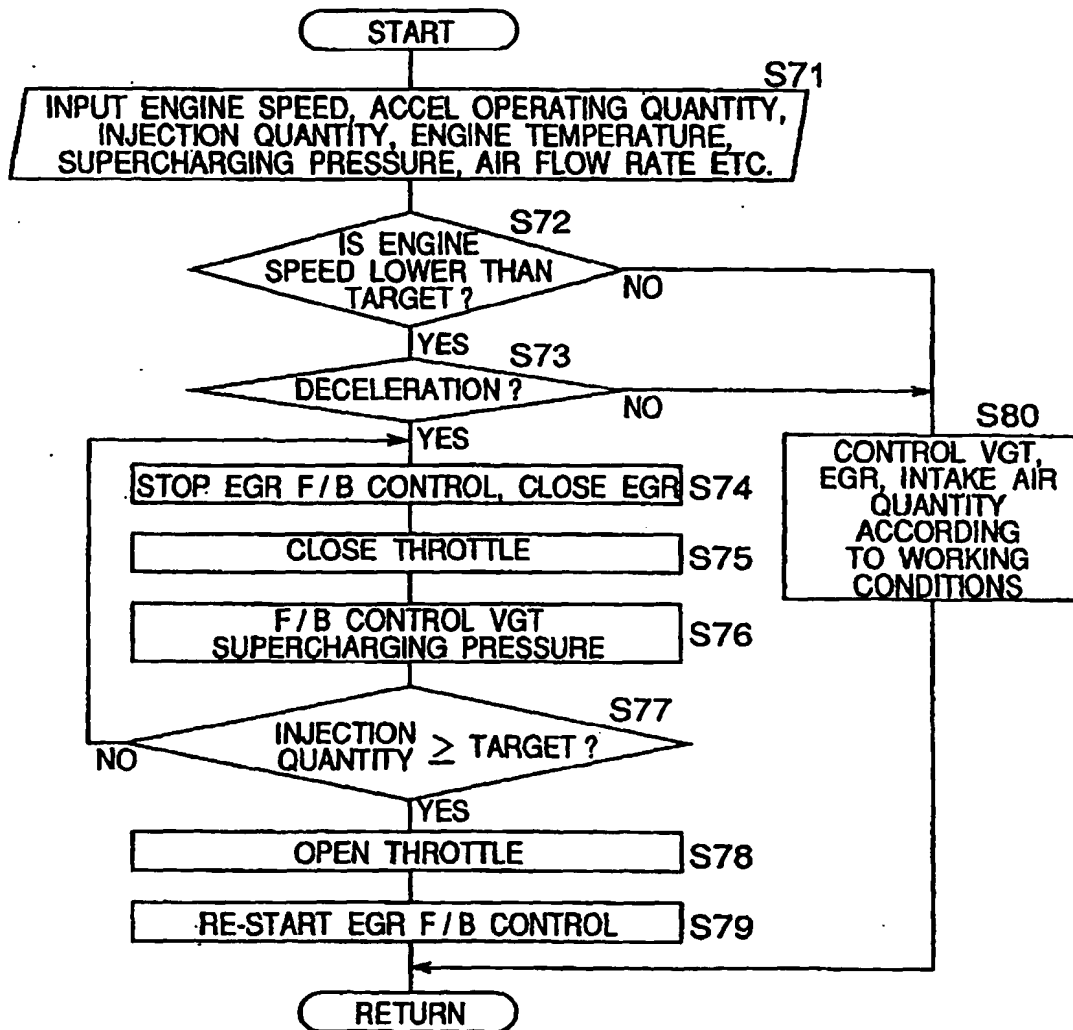 START
S71
INPUT ENGINE SPEED, ACCEL OPERATING QUANTITY,
INJECTION QUANTITY, ENGINE TEMPERATURE,
SUPERCHARGING PRESSURE, AIR FLOW RATE ETC.
S72
IS ENGINE
SPEED LOWER THAN
TARGET ?
NO
YES
S73
DECELERATION ?
NO
YES
S80
CONTROL VGT,
EGR, INTAKE AIR
QUANTITY
ACCORDING
TO WORKING
CONDITIONS
STOP EGR F / B CONTROL, CLOSE EGR
S74
CLOSE THROTTLE
S75
F / B CONTROL VGT
SUPERCHARGING PRESSURE
S76
S77
INJECTION
QUANTITY ≥ TARGET ?
NO
YES
OPEN THROTTLE
S78
RE-START EGR F / B CONTROL
S79
RETURN